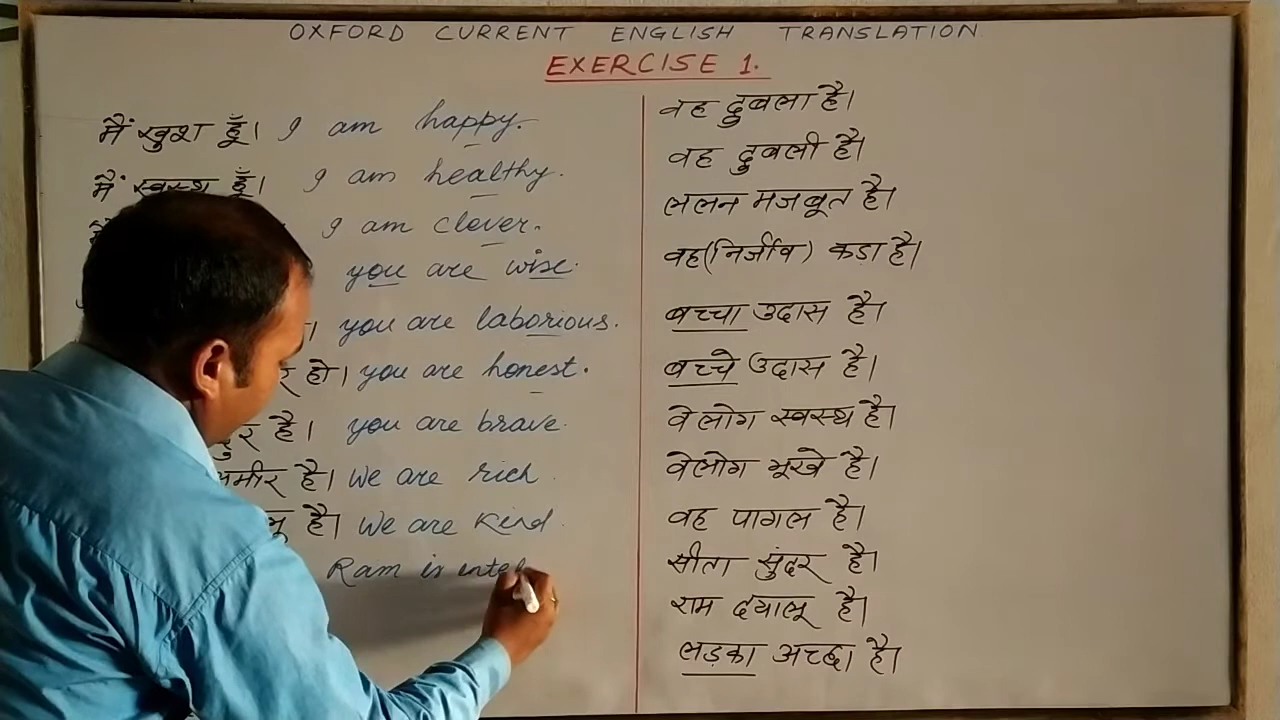 OXFORD CURRENT ENGLISH TRANSLATION
EXERCISE 1.
मैं खुश हूँ। I am happy.
मैं स्वस्थ हूँ। I am healthy.
I am clever.
you are wise.
you are laborious.
हो। you are honest.
है। you are brave.
है। We are rich.
है। We are kind.
Ram is
वह दुबला है।
वह दुबली है।
ललन मजबूत है।
वह(निर्जीव) कड़ा है।
बच्चा उदास है।
बच्चे उदास है।
वेलोग स्वस्थ है।
वेलोग भूखे है।
वह पागल है।
सीता सुंदर है।
राम दयालू है।
लड़का अच्छा है।